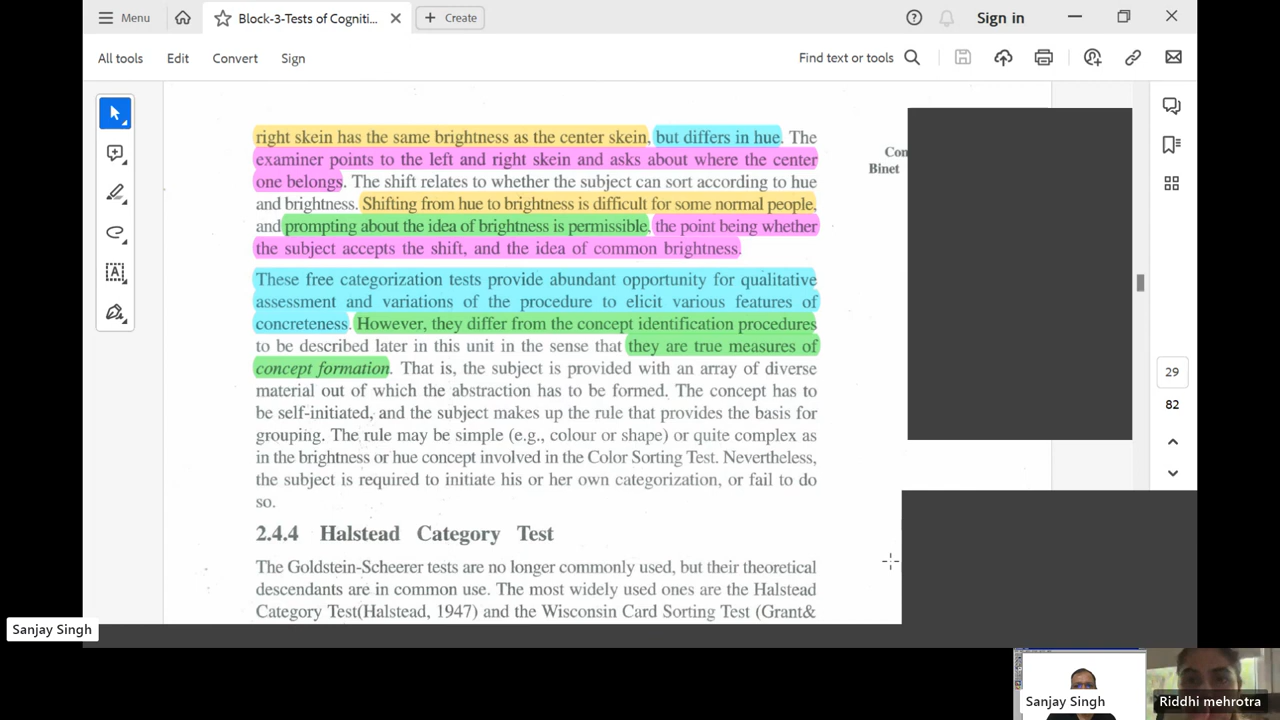 Menu
Block-3-Tests of Cogniti...
Create
Sign in
All tools
Edit
Convert
Sign
Find text or tools
right skein has the same brightness as the center skein, but differs in hue. The
examiner points to the left and right skein and asks about where the center
one belongs. The shift relates to whether the subject can sort according to hue
and brightness. Shifting from hue to brightness is difficult for some normal people,
and prompting about the idea of brightness is permissible, the point being whether
the subject accepts the shift, and the idea of common brightness.
These free categorization tests provide abundant opportunity for qualitative
assessment and variations of the procedure to elicit various features of
concreteness. However, they differ from the concept identification procedures
to be described later in this unit in the sense that they are true measures of
concept formation. That is, the subject is provided with an array of diverse
material out of which the abstraction has to be formed. The concept has to
be self-initiated, and the subject makes up the rule that provides the basis for
grouping. The rule may be simple (e.g., colour or shape) or quite complex as
in the brightness or hue concept involved in the Color Sorting Test. Nevertheless,
the subject is required to initiate his or her own categorization, or fail to do
so.
2.4.4 Halstead Category Test
The Goldstein-Scheerer tests are no longer commonly used, but their theoretical
descendants are in common use. The most widely used ones are the Halstead
Category Test(Halstead, 1947) and the Wisconsin Card Sorting Test (Grant&
Con
Binet
29
82
Sanjay Singh
Sanjay Singh
Riddhi mehrotra